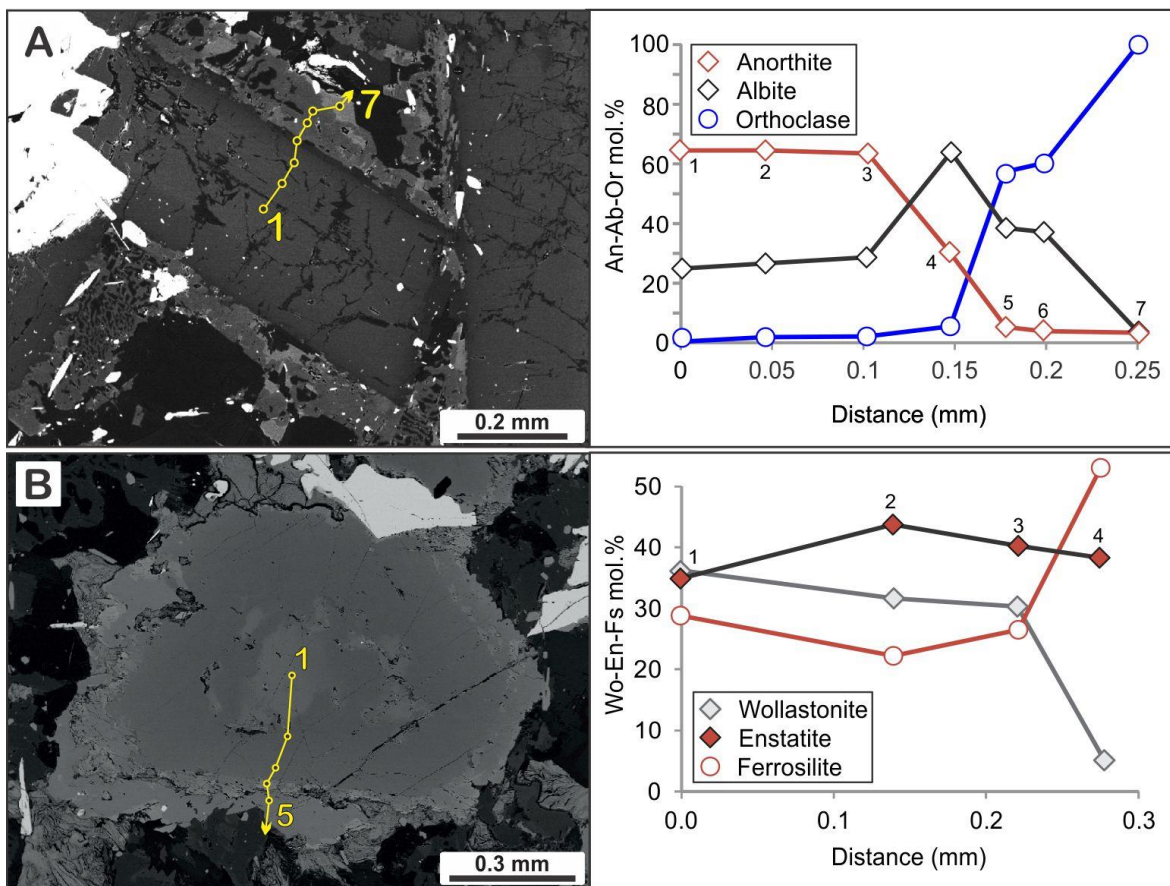 A
1
7
0.2 mm
An-Ab-Or mol.%
100
80
60
40
20
0
Anorthite
Albite
Orthoclase
1
2
3
4
5
6
7
0
0.05
0.1
0.15
0.2
0.25
Distance (mm)
B
1
5
0.3 mm
Wo-En-Fs mol.%
50
40
30
20
10
0
1
2
3
4
Wollastonite
Enstatite
Ferrosilite
0.0
0.1
0.2
0.3
Distance (mm)